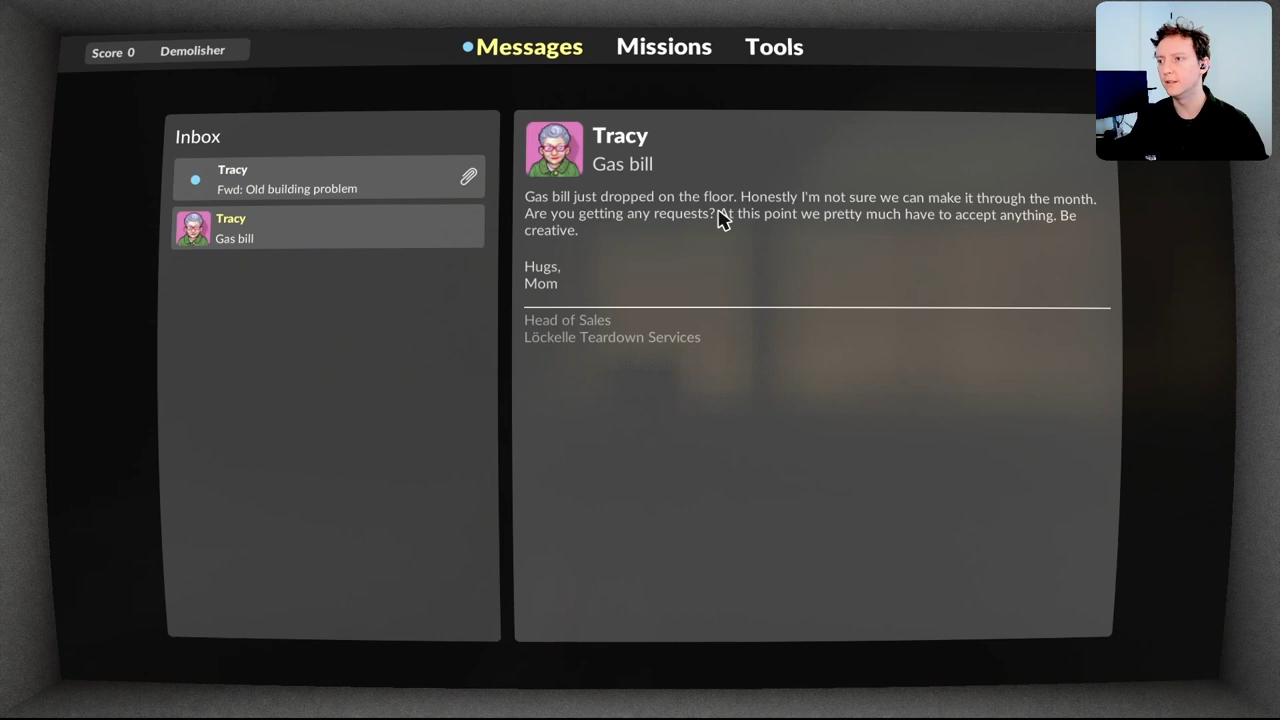 Score 0 Demolisher
Messages Missions Tools
Inbox
Tracy
Fwd: Old building problem
Tracy
Gas bill
Tracy
Gas bill
Gas bill just dropped on the floor. Honestly I'm not sure we can make it through the month.
Are you getting any requests? At this point we pretty much have to accept anything. Be
creative.
Hugs,
Mom
Head of Sales
Löckelle Teardown Services